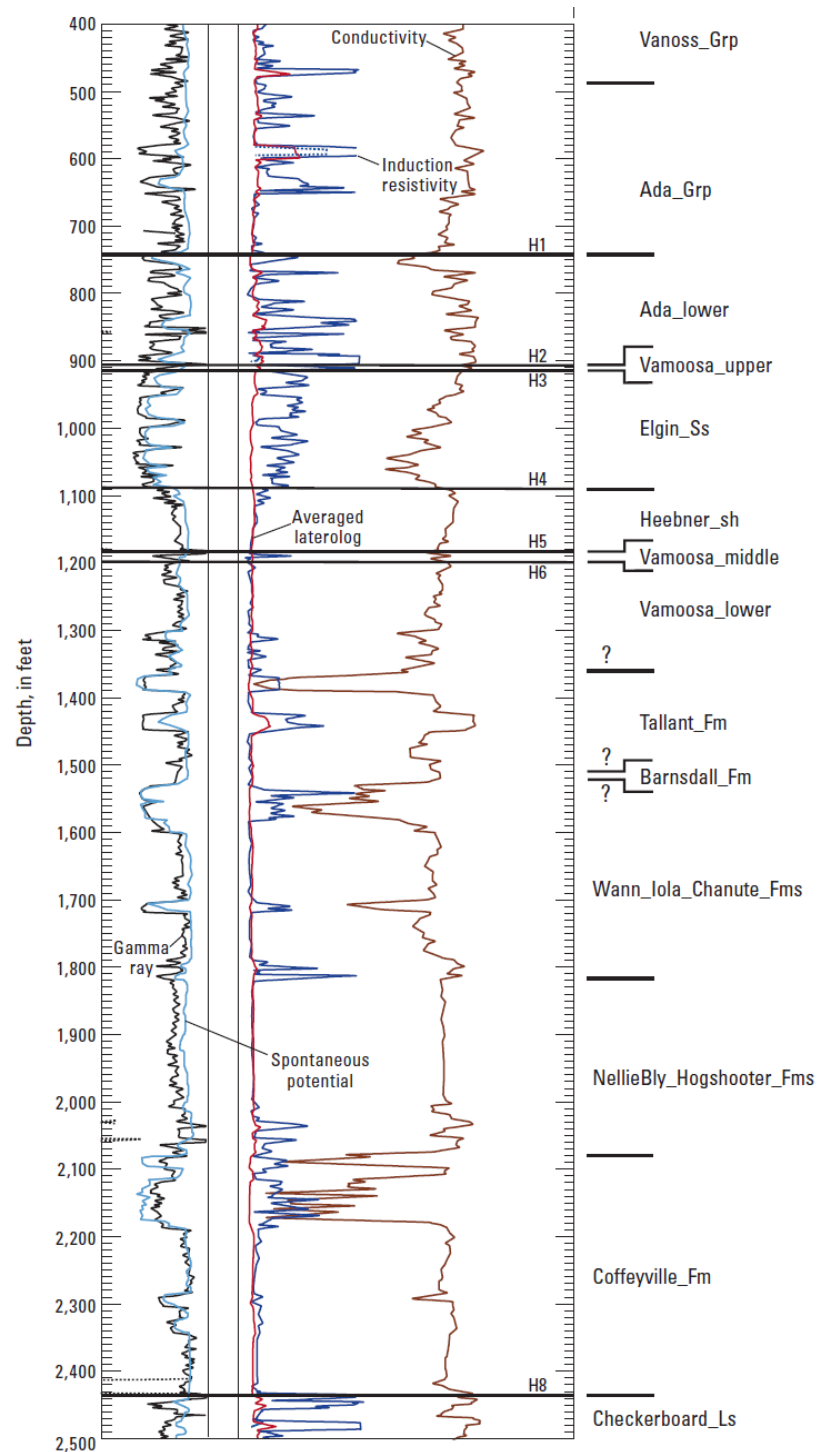 400
Conductivity
Vanoss_Grp
500
600
Induction
resistivity
Ada_Grp
700
H1
800
Ada_lower
900
H2
Vamoosa_upper
H3
1,000
Elgin_Ss
H4
1,100
Averaged
laterolog
Heebner_sh
H5
Vamoosa_middle
1,200
H6
Vamoosa_lower
1,300
?
1,400
Tallant_Fm
Depth, in feet
1,500
?
Barnsdall_Fm
?
1,600
Wann_Iola_Chanute_Fms
1,700
Gamma
ray
1,800
1,900
Spontaneous
potential
NellieBly_Hogshooter_Fms
2,000
2,100
2,200
Coffeyville_Fm
2,300
2,400
H8
Checkerboard_Ls
2,500